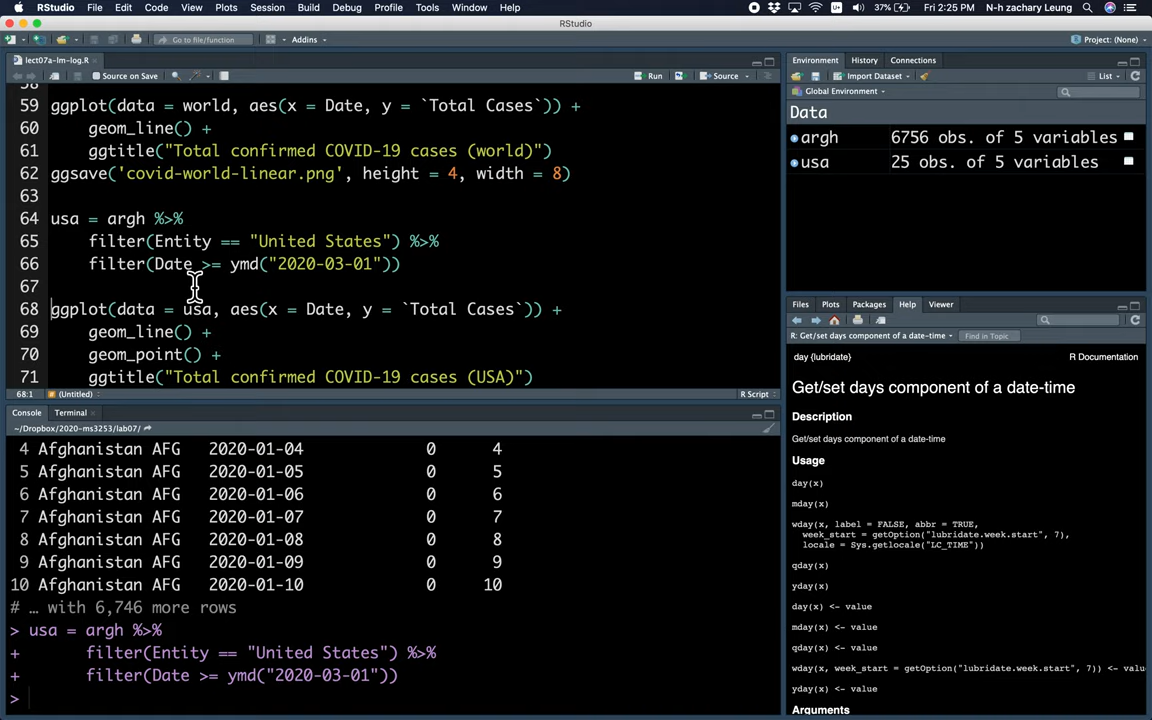 RStudio File Edit Code View Plots Session Build Debug Profile Tools Window Help 37% Fri 2:25 PM N-h zachary Leung
RStudio
Go to file/function Addins Project: (None)
lect07a-lm-log.R
Source on Save Run Source
58
59 ggplot(data = world, aes(x = Date, y = `Total Cases`)) +
60 geom_line() +
61 ggtitle("Total confirmed COVID-19 cases (world)")
62 ggsave('covid-world-linear.png', height = 4, width = 8)
63
64 usa = argh %>%
65 filter(Entity == "United States") %>%
66 filter(Date >= ymd("2020-03-01"))
67
68 ggplot(data = usa, aes(x = Date, y = `Total Cases`)) +
69 geom_line() +
70 geom_point() +
71 ggtitle("Total confirmed COVID-19 cases (USA)")
68:1 (Untitled) R Script
Console Terminal
~/Dropbox/2020-ms3253/lab07/
4 Afghanistan AFG 2020-01-04 0 4
5 Afghanistan AFG 2020-01-05 0 5
6 Afghanistan AFG 2020-01-06 0 6
7 Afghanistan AFG 2020-01-07 0 7
8 Afghanistan AFG 2020-01-08 0 8
9 Afghanistan AFG 2020-01-09 0 9
10 Afghanistan AFG 2020-01-10 0 10
# … with 6,746 more rows
> usa = argh %>%
+ filter(Entity == "United States") %>%
+ filter(Date >= ymd("2020-03-01"))
>
Environment History Connections
Import Dataset List
Global Environment
Data
argh 6756 obs. of 5 variables
usa 25 obs. of 5 variables
Files Plots Packages Help Viewer
R: Get/set days component of a date-time Find in Topic
day {lubridate} R Documentation
Get/set days component of a date-time
Description
Get/set days component of a date-time
Usage
day(x)
mday(x)
wday(x, label = FALSE, abbr = TRUE,
week_start = getOption("lubridate.week.start", 7),
locale = Sys.getlocale("LC_TIME"))
qday(x)
yday(x)
day(x) <- value
mday(x) <- value
qday(x) <- value
wday(x, week_start = getOption("lubridate.week.start", 7)) <- valu
yday(x) <- value
Arguments